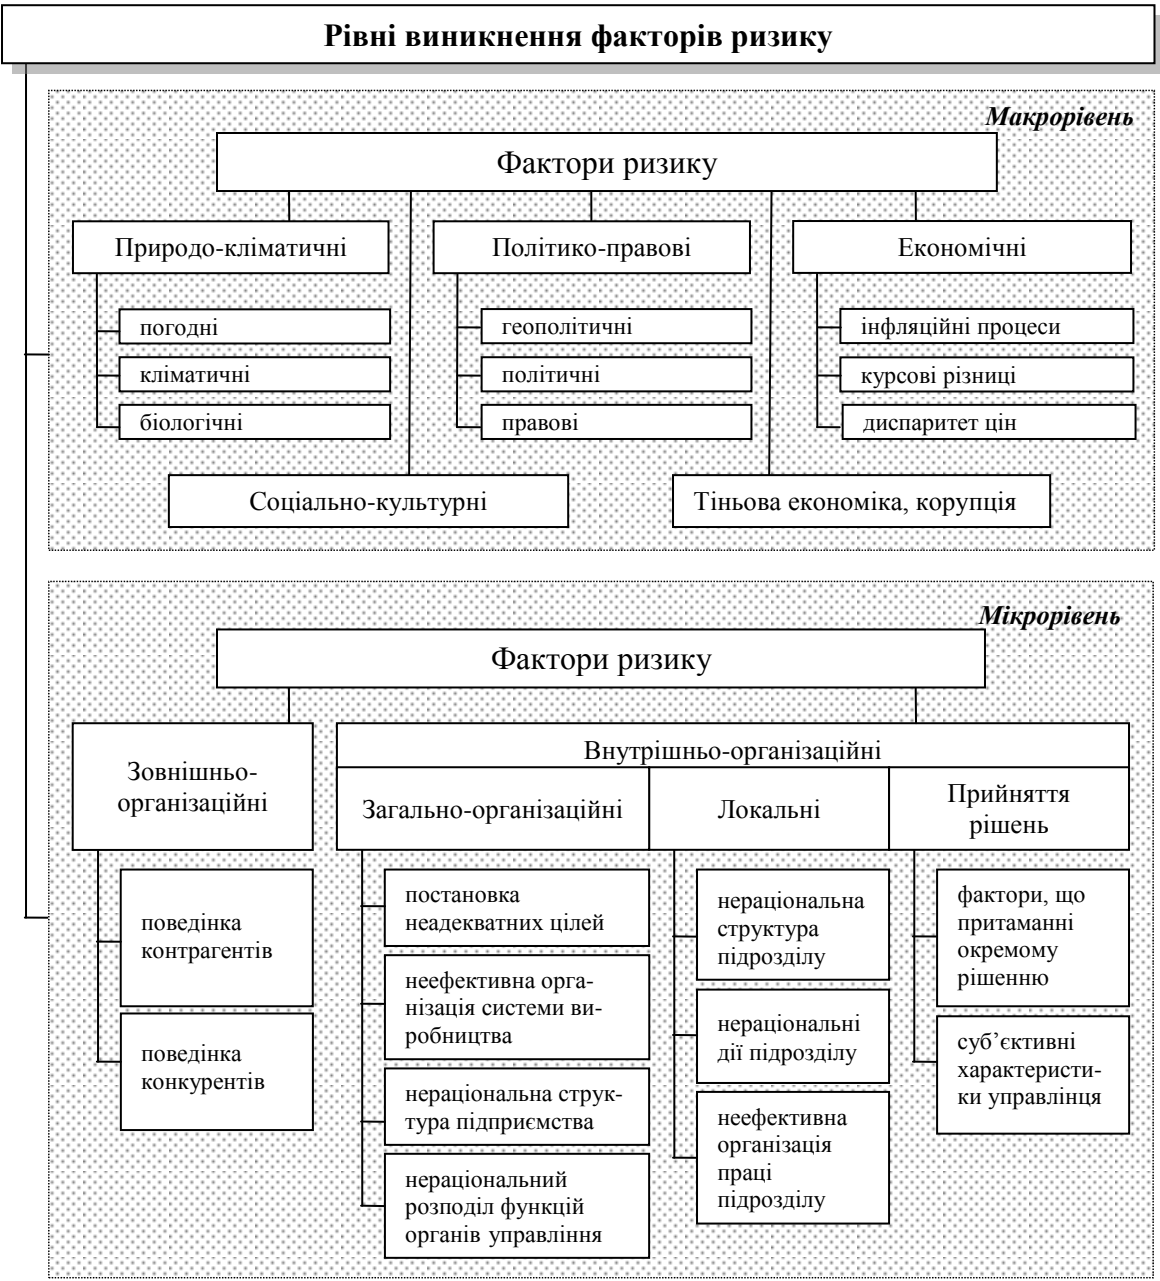 Рівні виникнення факторів ризику
Макрорівень
Фактори ризику
Природо-кліматичні
погодні
кліматичні
біологічні
Політико-правові
геополітичні
політичні
правові
Економічні
інфляційні процеси
курсові різниці
диспаритет цін
Соціально-культурні
Тіньова економіка, корупція
Мікрорівень
Фактори ризику
Зовнішньо-
організаційні
поведінка
контрагентів
поведінка
конкурентів
Внутрішньо-організаційні
Загально-організаційні
постановка
неадекватних цілей
неефективна орга-
нізація системи ви-
робництва
нераціональна струк-
тура підприємства
нераціональний
розподіл функцій
органів управління
Локальні
нераціональна
структура
підрозділу
нераціональні
дії підрозділу
неефективна
організація
праці
підрозділу
Прийняття
рішень
фактори, що
притаманні
окремому
рішенню
суб’єктивні
характеристи-
ки управлінця